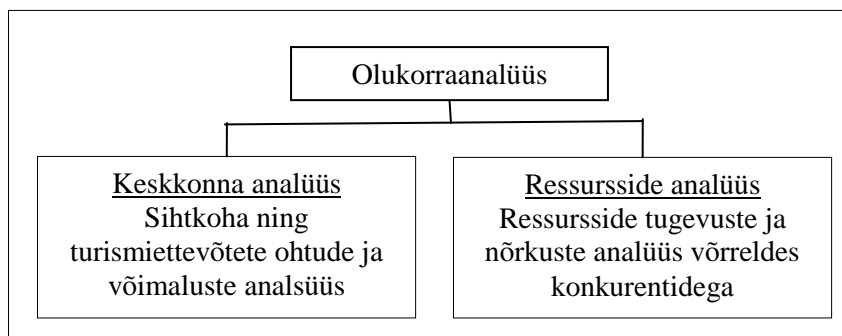 Olukorraanalüüs
Keskkonna analüüs
Sihtkoha ning
turismiettevõtete ohtude ja
võimaluste analsüüs
Ressursside analüüs
Ressursside tugevuste ja
nõrkuste analüüs võrreldes
konkurentidega